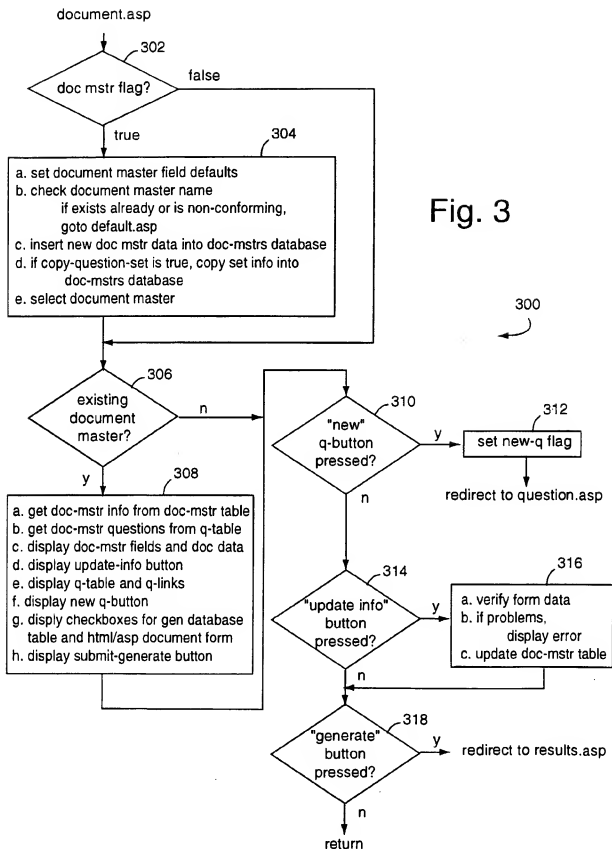 document.asp
302
doc mstr flag?
false
true
304
a. set document master field defaults
b. check document master name
if exists already or is non-conforming,
goto default.asp
c. insert new doc mstr data into doc-mstrs database
d. if copy-question-set is true, copy set info into
doc-mstrs database
e. select document master
Fig. 3
300
306
existing
document
master?
n
y
308
a. get doc-mstr info from doc-mstr table
b. get doc-mstr questions from q-table
c. display doc-mstr fields and doc data
d. display update-info button
e. display q-table and q-links
f. display new q-button
g. disply checkboxes for gen database
table and html/asp document form
h. display submit-generate button
310
"new"
q-button
pressed?
y
n
312
set new-q flag
redirect to question.asp
314
"update info"
button
pressed?
y
n
316
a. verify form data
b. if problems,
display error
c. update doc-mstr table
318
"generate"
button
pressed?
y
redirect to results.asp
n
return